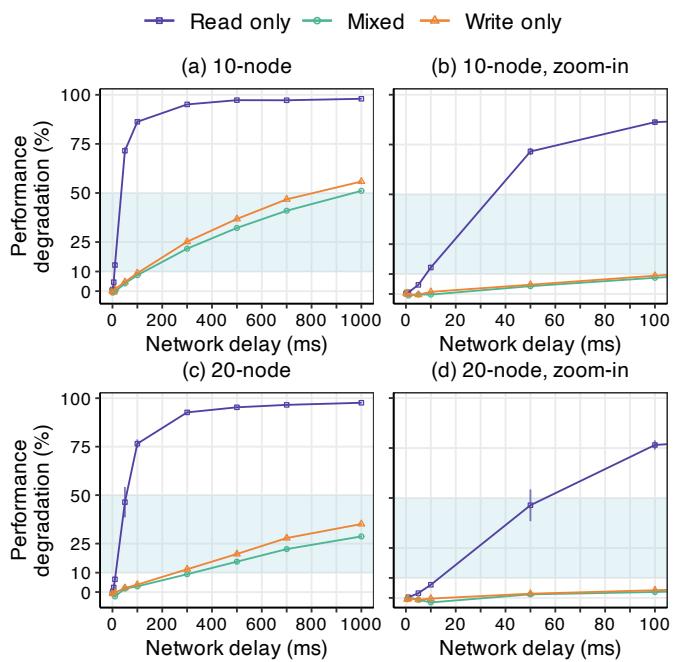 Read only Mixed Write only
(a) 10-node (b) 10-node, zoom-in
Performance
degradation (%)
100
75
50
25
10
0
0 200 400 600 800 1000 0 20 40 60 80 100
Network delay (ms) Network delay (ms)
(c) 20-node (d) 20-node, zoom-in
Performance
degradation (%)
100
75
50
25
10
0
0 200 400 600 800 1000 0 20 40 60 80 100
Network delay (ms) Network delay (ms)